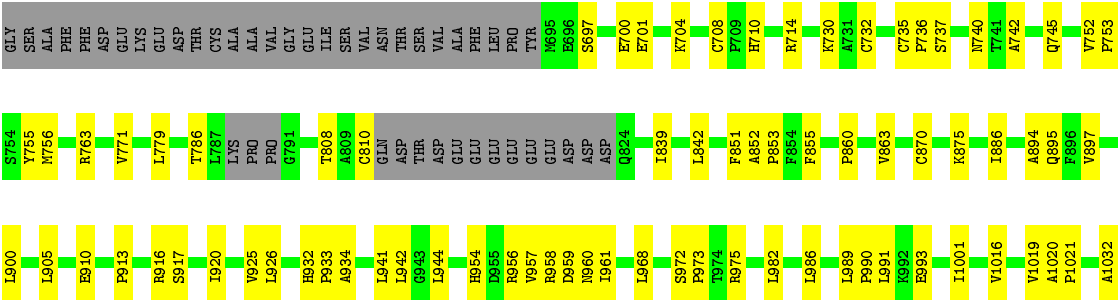 GLY SER ALA PHE PHE ASP GLU LYS GLU ASP THR CYS ALA ALA VAL GLY GLU ILE SER VAL ASN THR SER VAL ALA PHE LEU PRO TYR M695 E696 S697 E700 E701 K704 C708 P709 H710 R714 K730 A731 C732 C735 P736 S737 N740 T741 A742 Q745 V752 P753
S754 Y755 M756 R763 V771 L779 T786 L787 LYS PRO PRO G791 T808 A809 C810 GLN ASP THR ASP GLU GLU GLU GLU GLU GLU ASP ASP ASP Q824 I839 L842 F851 A852 P853 F854 F855 P860 V863 C870 K875 I886 A894 Q895 F896 V897
L900 L905 E910 P913 R916 S917 I920 V925 L926 H932 P933 A934 L941 L942 G943 L944 H954 D955 R956 V957 R958 D959 N960 I961 L968 S972 P973 T974 R975 L982 L986 L989 P990 L991 K992 E993 I1001 V1016 V1019 A1020 P1021 A1032